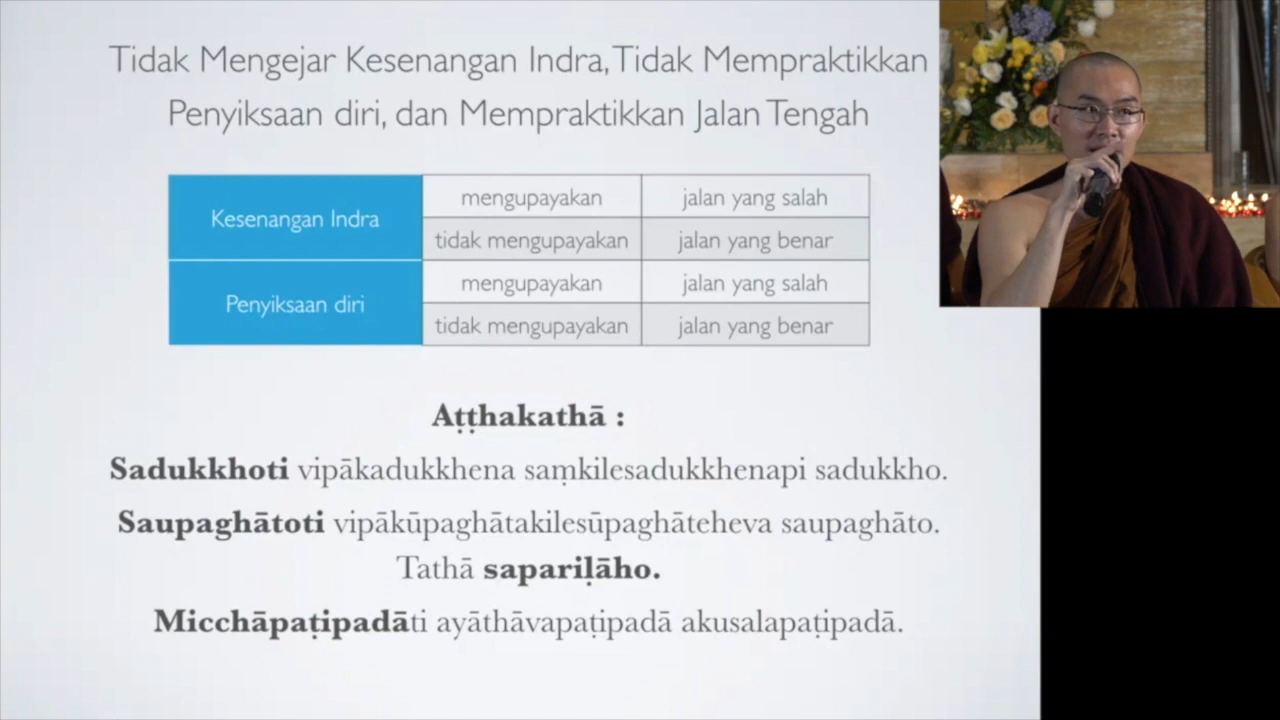 Tidak Mengejar Kesenangan Indra, Tidak Mempraktikkan
Penyiksaan diri, dan Mempraktikkan Jalan Tengah
Kesenangan Indra
mengupayakan
jalan yang salah
tidak mengupayakan
jalan yang benar
Penyiksaan diri
mengupayakan
jalan yang salah
tidak mengupayakan
jalan yang benar
Aṭṭhakathā :
Sadukkhoti vipākadukkhena saṃkilesadukkhenapi sadukkho.
Saupaghātoti vipākūpaghātakilesūpaghāteheva saupaghāto.
Tathā sapariḷāho.
Micchāpaṭipadāti ayāthāvapaṭipadā akusalapaṭipadā.